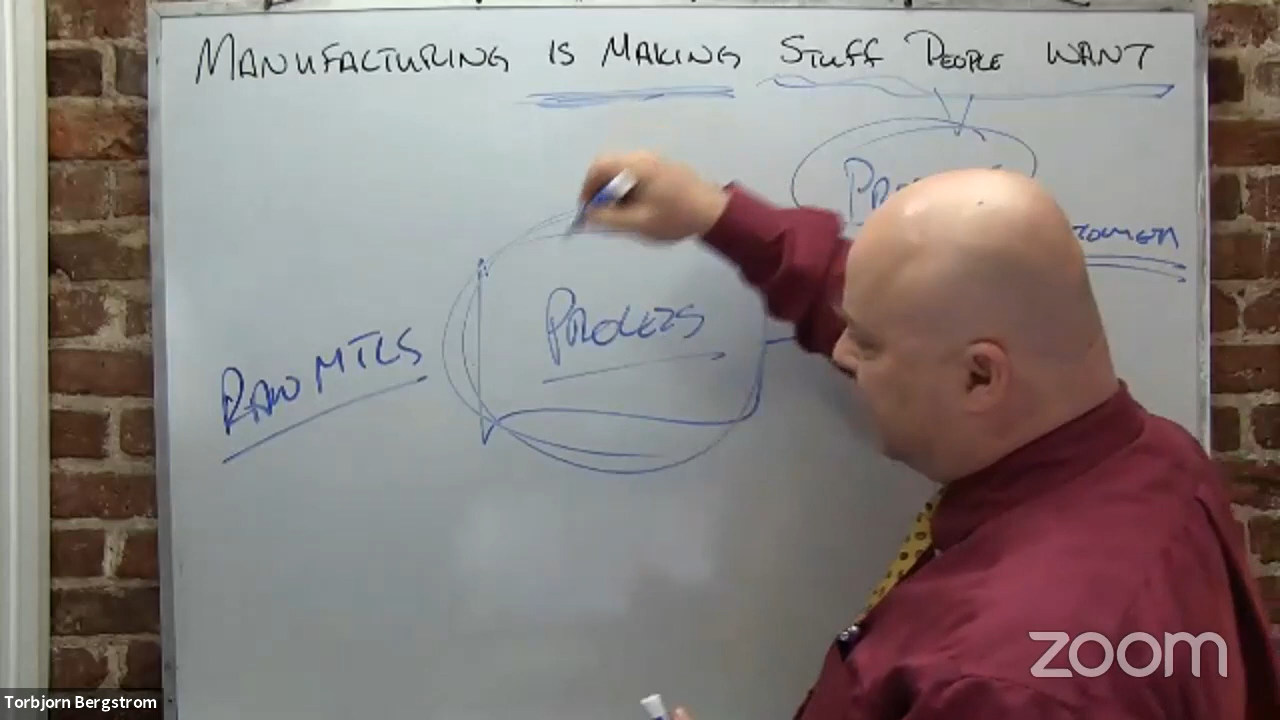 MANUFACTURING IS MAKING STUFF PEOPLE WANT
PROCESS
RAW MTLS
zoom
Torbjorn Bergstrom